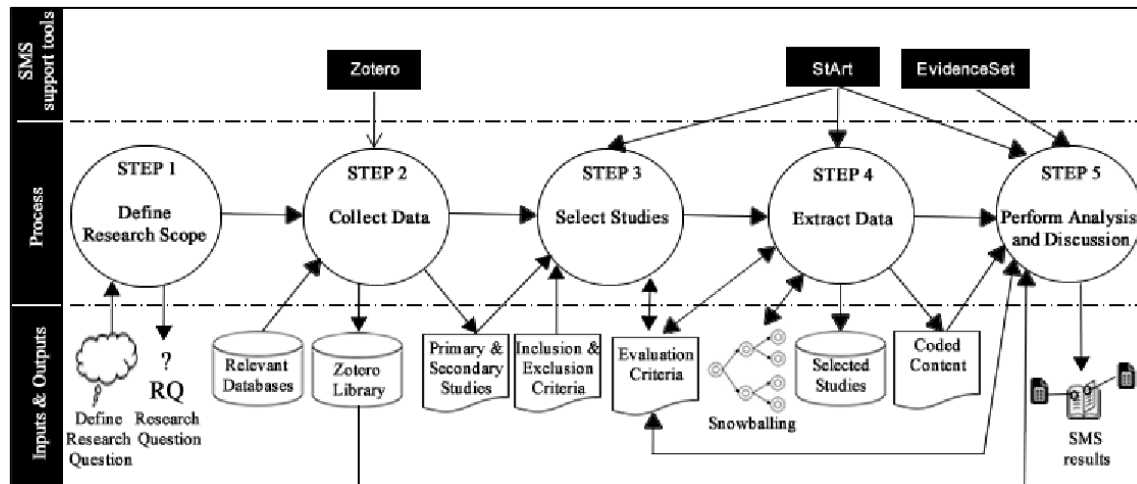 SMS
support tools
Zotero
StArt
EvidenceSet
Process
STEP 1
Define
Research Scope
STEP 2
Collect Data
STEP 3
Select Studies
STEP 4
Extract Data
STEP 5
Perform Analysis
and Discussion
Inputs & Outputs
Define
Research
Question
?
RQ
Research
Question
Relevant
Databases
Zotero
Library
Primary &
Secondary
Studies
Inclusion &
Exclusion
Criteria
Evaluation
Criteria
Snowballing
Selected
Studies
Coded
Content
SMS
results